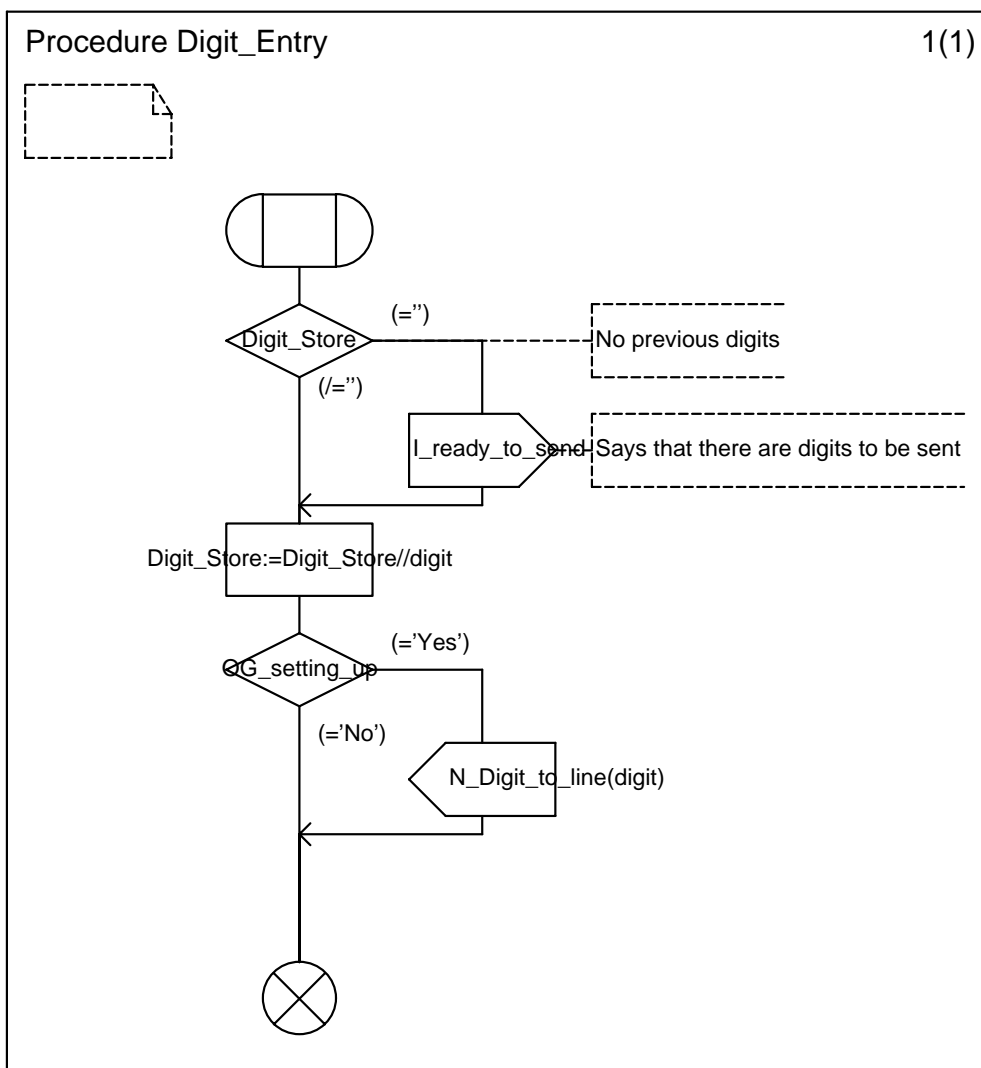 Procedure Digit_Entry
1(1)
(='')
Digit_Store
No previous digits
(/='')
I_ready_to_send
Says that there are digits to be sent
Digit_Store:=Digit_Store//digit
(='Yes')
OG_setting_up
(='No')
N_Digit_to_line(digit)